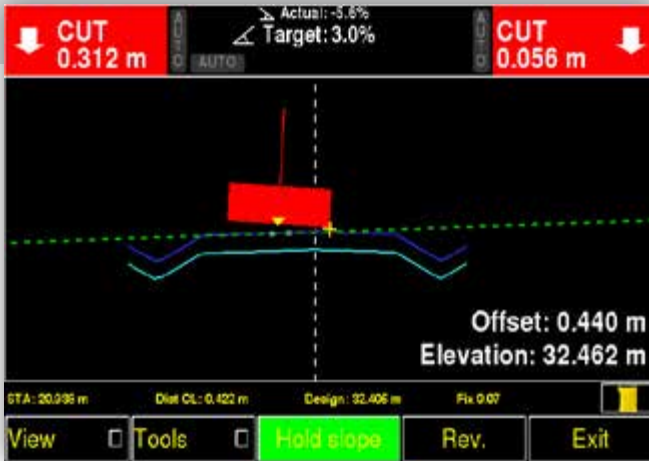 CUT
0.312 m
AUTO
Actual: -5.6%
Target: 3.0%
AUTO
AUTO
CUT
0.056 m
Offset: 0.440 m
Elevation: 32.462 m
STA: 20.936 m Dist CL: 0.422 m Design: 32.406 m Fix 0.07
View Tools Hold slope Rev. Exit